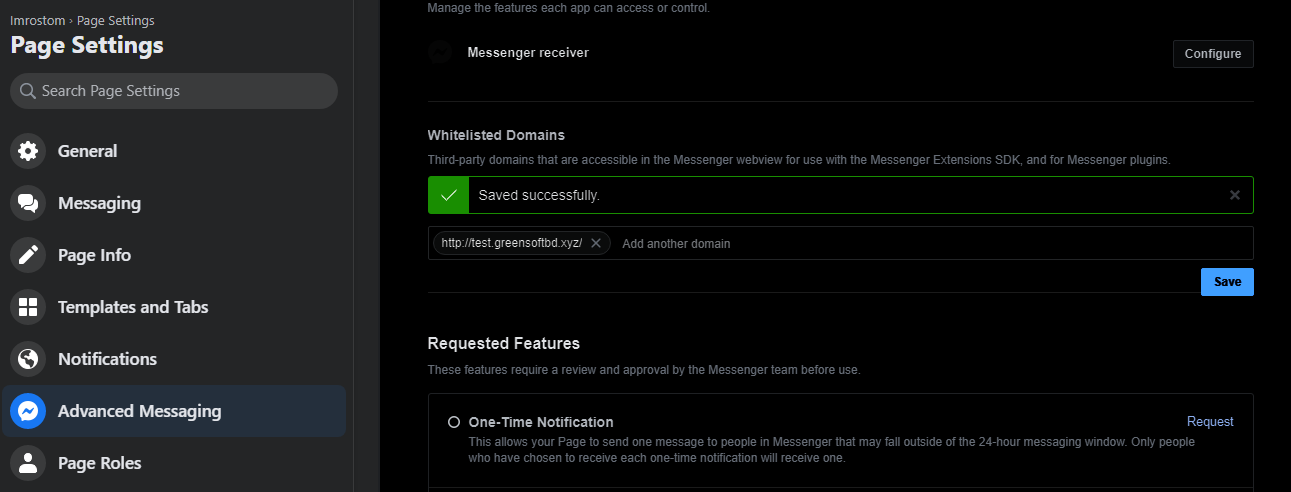 Imrostom › Page Settings
Page Settings
Search Page Settings
General
Messaging
Page Info
Templates and Tabs
Notifications
Advanced Messaging
Page Roles
Manage the features each app can access or control.
Messenger receiver
Configure
Whitelisted Domains
Third-party domains that are accessible in the Messenger webview for use with the Messenger Extensions SDK, and for Messenger plugins.
Saved successfully.
http://test.greensoftbd.xyz/
Add another domain
Save
Requested Features
These features require a review and approval by the Messenger team before use.
One-Time Notification
Request
This allows your Page to send one message to people in Messenger that may fall outside of the 24-hour messaging window. Only people
who have chosen to receive each one-time notification will receive one.